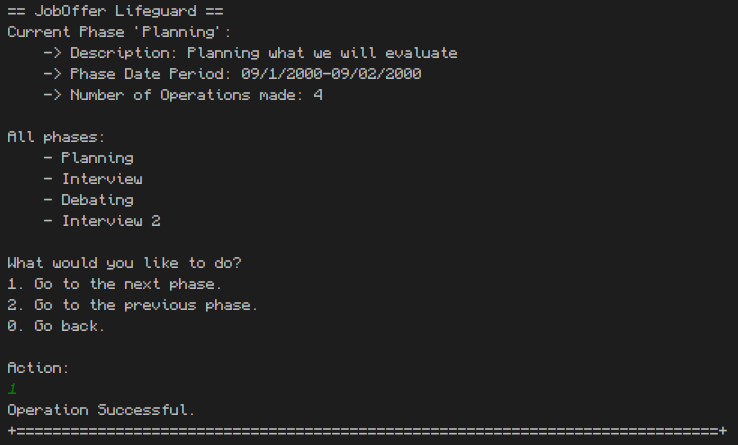 == JobOffer Lifeguard ==
Current Phase 'Planning':
    -> Description: Planning what we will evaluate
    -> Phase Date Period: 09/1/2000-09/02/2000
    -> Number of Operations made: 4

All phases:
    - Planning
    - Interview
    - Debating
    - Interview 2

What would you like to do?
1. Go to the next phase.
2. Go to the previous phase.
0. Go back.

Action:
1
Operation Successful.
+==============================================================================+